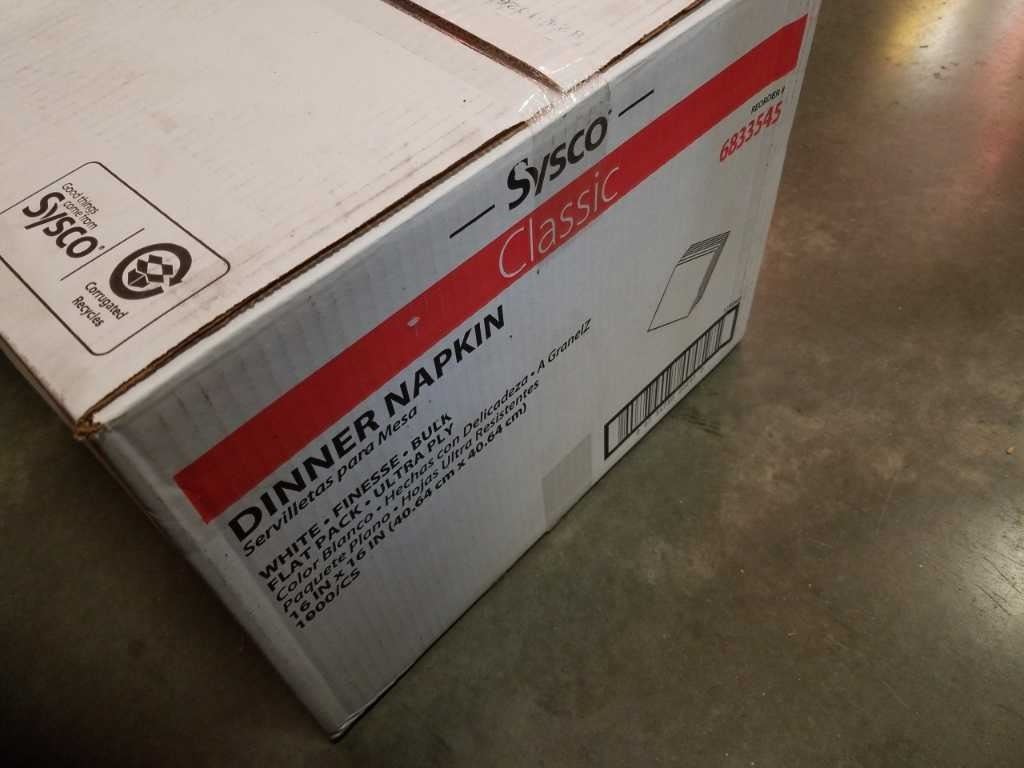 Good things
come from
Sysco®
Corrugated
Recycles
Sysco®
Classic
REORDER #
6833545
DINNER NAPKIN
Servilletas para Mesa
WHITE • FINESSE • BULK
FLAT PACK • ULTRA PLY
Color Blanco • Hechas con Delicadeza • A GranelZ
Paquete Plano • Hojas Ultra Resistentes
16 IN x 16 IN (40.64 cm x 40.64 cm)
1000/CS